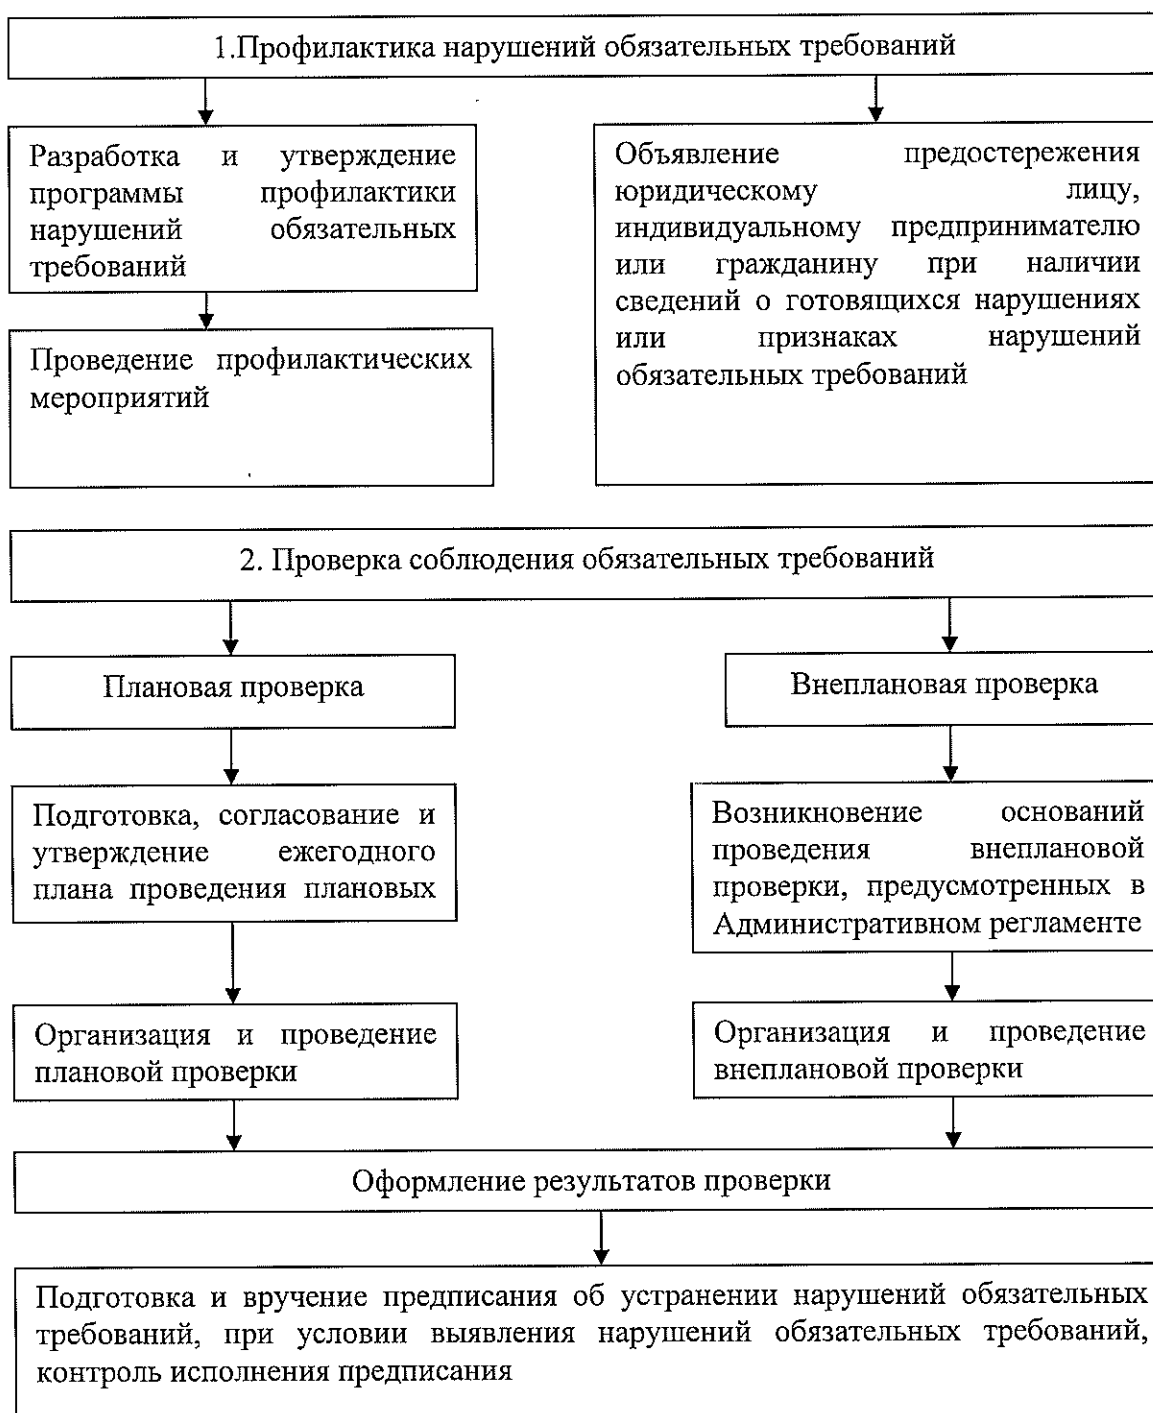 1.Профилактика нарушений обязательных требований
Разработка и утверждение
программы профилактики
нарушений обязательных
требований
Проведение профилактических
мероприятий
Объявление предостережения
юридическому лицу,
индивидуальному предпринимателю
или гражданину при наличии
сведений о готовящихся нарушениях
или признаках нарушений
обязательных требований
2. Проверка соблюдения обязательных требований
Плановая проверка
Внеплановая проверка
Подготовка, согласование и
утверждение ежегодного
плана проведения плановых
Возникновение оснований
проведения внеплановой
проверки, предусмотренных в
Административном регламенте
Организация и проведение
плановой проверки
Организация и проведение
внеплановой проверки
Оформление результатов проверки
Подготовка и вручение предписания об устранении нарушений обязательных
требований, при условии выявления нарушений обязательных требований,
контроль исполнения предписания